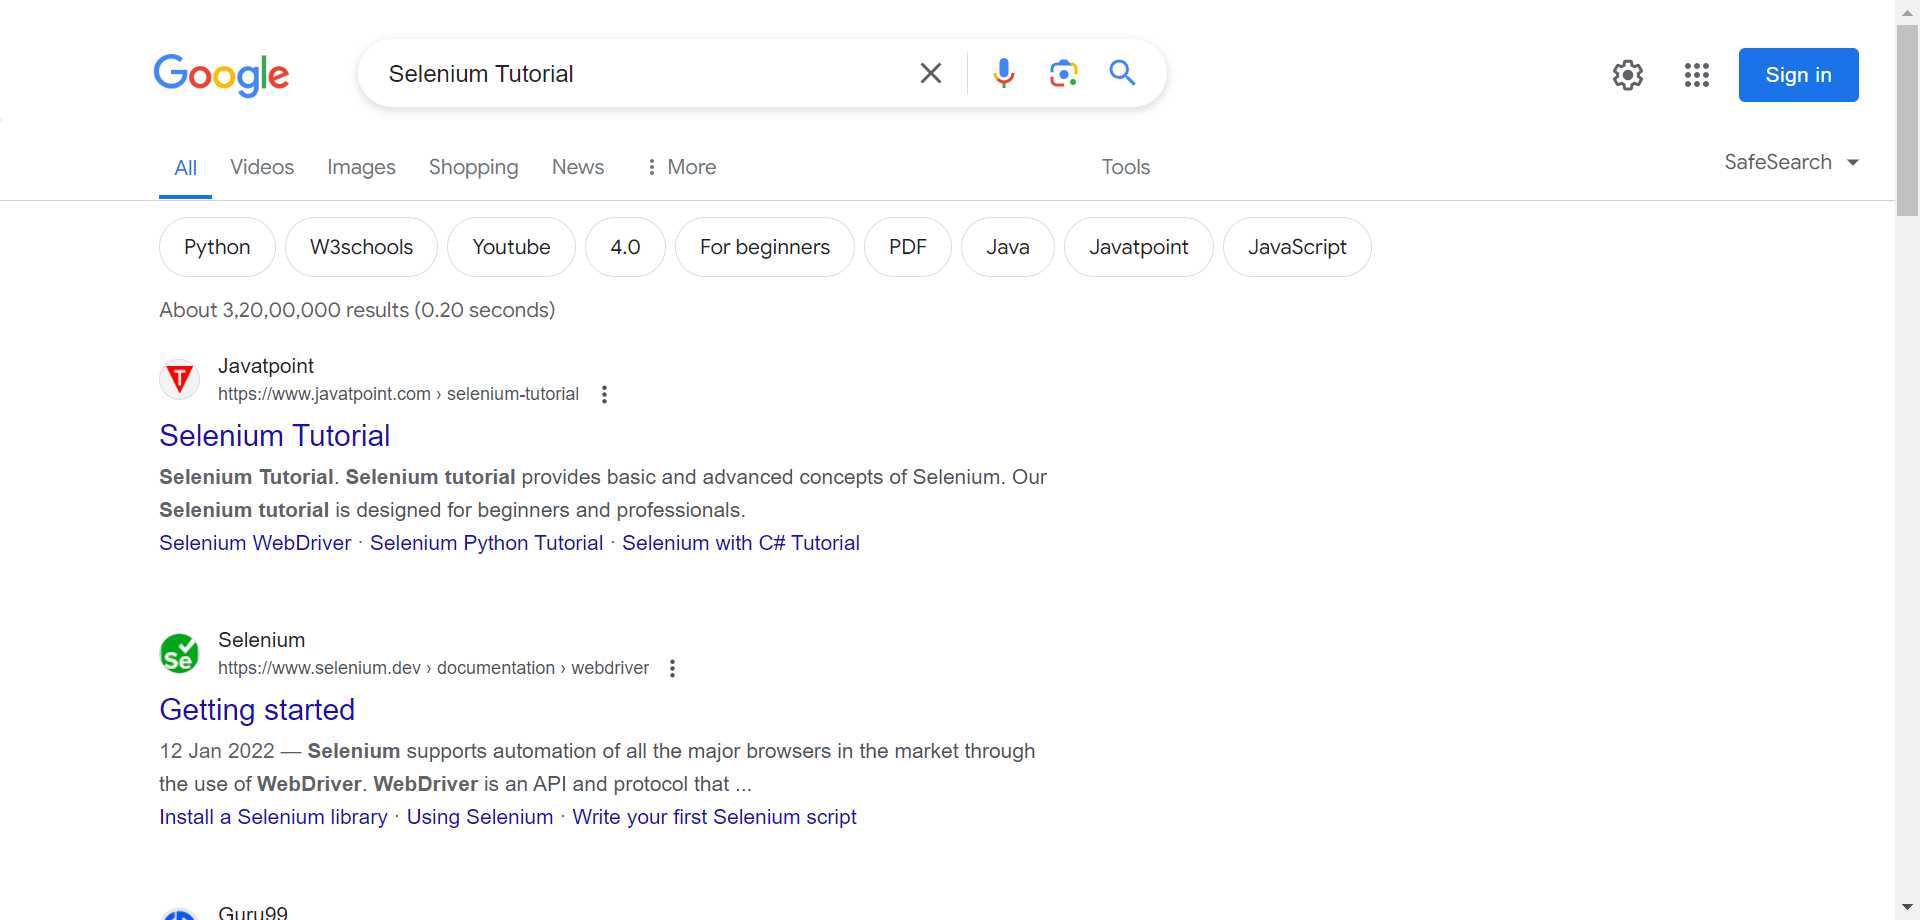 Google
Selenium Tutorial
Sign in
All Videos Images Shopping News More Tools SafeSearch
Python W3schools Youtube 4.0 For beginners PDF Java Javatpoint JavaScript
About 3,20,00,000 results (0.20 seconds)
T
Javatpoint
https://www.javatpoint.com › selenium-tutorial
Selenium Tutorial
Selenium Tutorial. Selenium tutorial provides basic and advanced concepts of Selenium. Our
Selenium tutorial is designed for beginners and professionals.
Selenium WebDriver · Selenium Python Tutorial · Selenium with C# Tutorial
Se
Selenium
https://www.selenium.dev › documentation › webdriver
Getting started
12 Jan 2022 — Selenium supports automation of all the major browsers in the market through
the use of WebDriver. WebDriver is an API and protocol that ...
Install a Selenium library · Using Selenium · Write your first Selenium script
Guru99